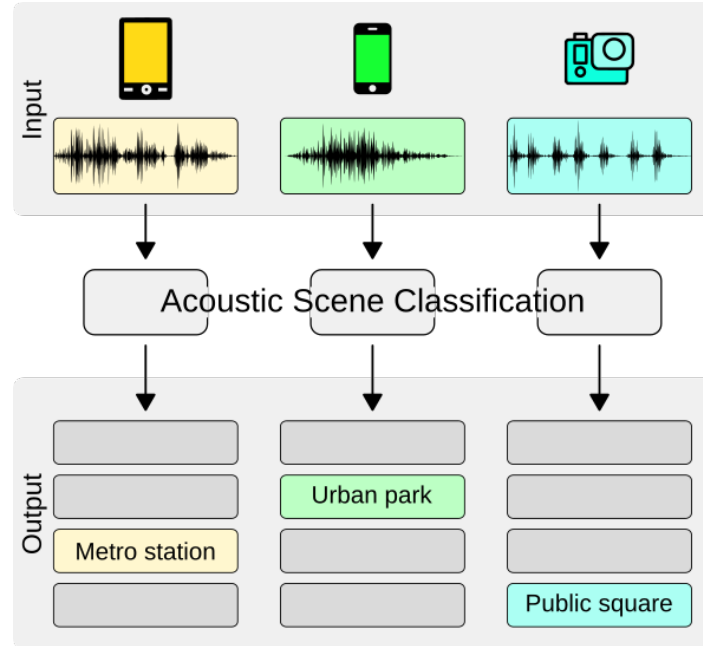 Input
Acoustic Scene Classification
Output
Urban park
Metro station
Public square